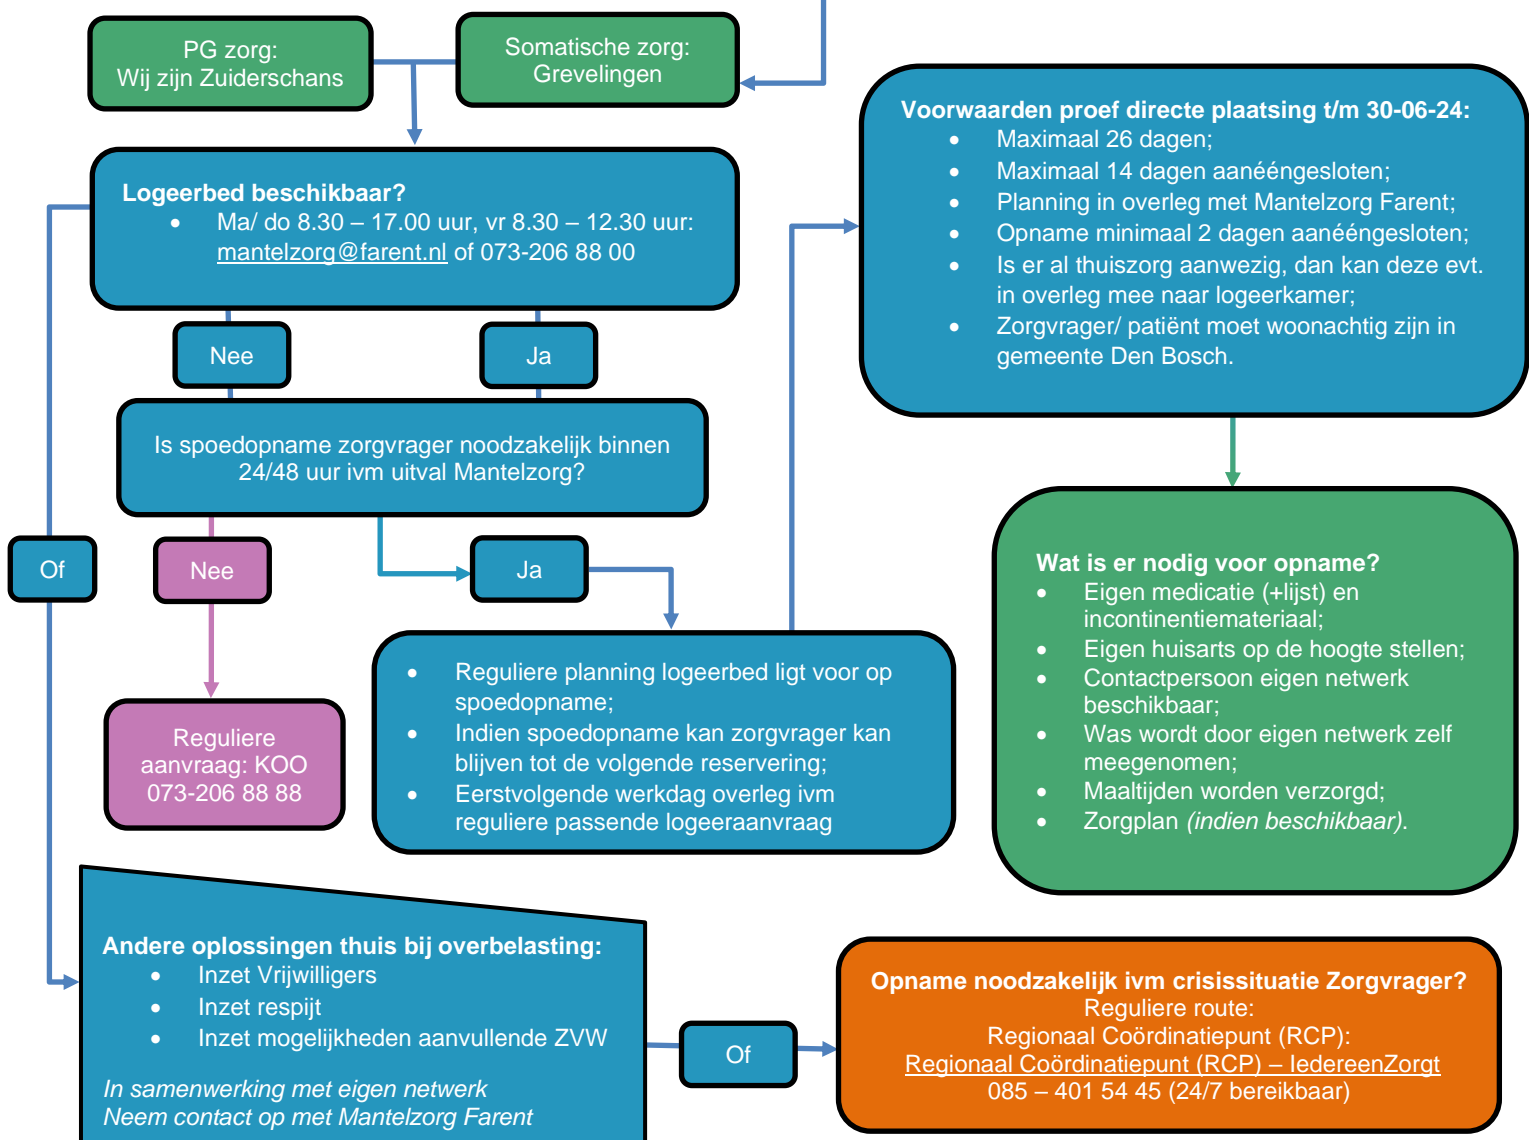 PG zorg:
Wij zijn Zuiderschans
Somatische zorg:
Grevelingen
Logeerbed beschikbaar?
• Ma/ do 8.30 – 17.00 uur, vr 8.30 – 12.30 uur:
mantelzorg@farent.nl of 073-206 88 00
Nee
Ja
Is spoedopname zorgvrager noodzakelijk binnen
24/48 uur ivm uitval Mantelzorg?
Of
Nee
Ja
Reguliere
aanvraag: KOO
073-206 88 88
• Reguliere planning logeerbed ligt voor op
spoedopname;
• Indien spoedopname kan zorgvrager kan
blijven tot de volgende reservering;
• Eerstvolgende werkdag overleg ivm
reguliere passende logeeraanvraag
Voorwaarden proef directe plaatsing t/m 30-06-24:
• Maximaal 26 dagen;
• Maximaal 14 dagen aanééngesloten;
• Planning in overleg met Mantelzorg Farent;
• Opname minimaal 2 dagen aanééngesloten;
• Is er al thuiszorg aanwezig, dan kan deze evt.
in overleg mee naar logeerkamer;
• Zorgvrager/ patiënt moet woonachtig zijn in
gemeente Den Bosch.
Wat is er nodig voor opname?
• Eigen medicatie (+lijst) en
incontinentiemateriaal;
• Eigen huisarts op de hoogte stellen;
• Contactpersoon eigen netwerk
beschikbaar;
• Was wordt door eigen netwerk zelf
meegenomen;
• Maaltijden worden verzorgd;
• Zorgplan (indien beschikbaar).
Andere oplossingen thuis bij overbelasting:
• Inzet Vrijwilligers
• Inzet respijt
• Inzet mogelijkheden aanvullende ZVW
In samenwerking met eigen netwerk
Neem contact op met Mantelzorg Farent
Of
Opname noodzakelijk ivm crisissituatie Zorgvrager?
Reguliere route:
Regionaal Coördinatiepunt (RCP):
Regionaal Coördinatiepunt (RCP) – IedereenZorgt
085 – 401 54 45 (24/7 bereikbaar)